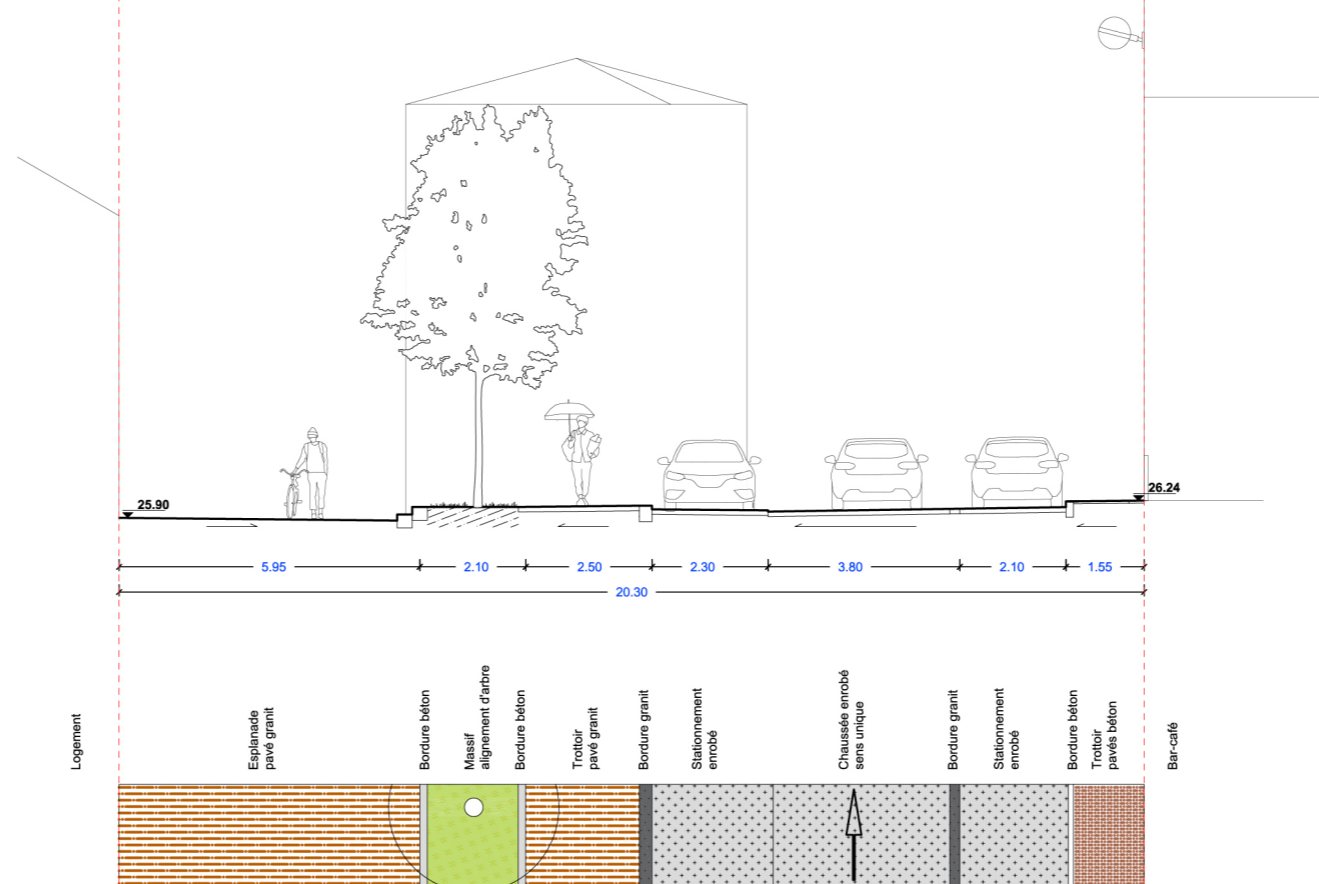 25.90
26.24
5.95
2.10
2.50
2.30
3.80
2.10
1.55
20.30
Logement
Esplanade
pavé granit
Bordure béton
Massif
alignement d'arbre
Bordure béton
Trottoir
pavé granit
Bordure granit
Stationnement
enrobé
Chaussée enrobé
sens unique
Bordure granit
Stationnement
enrobé
Bordure béton
Trottoir
pavés béton
Bar-café